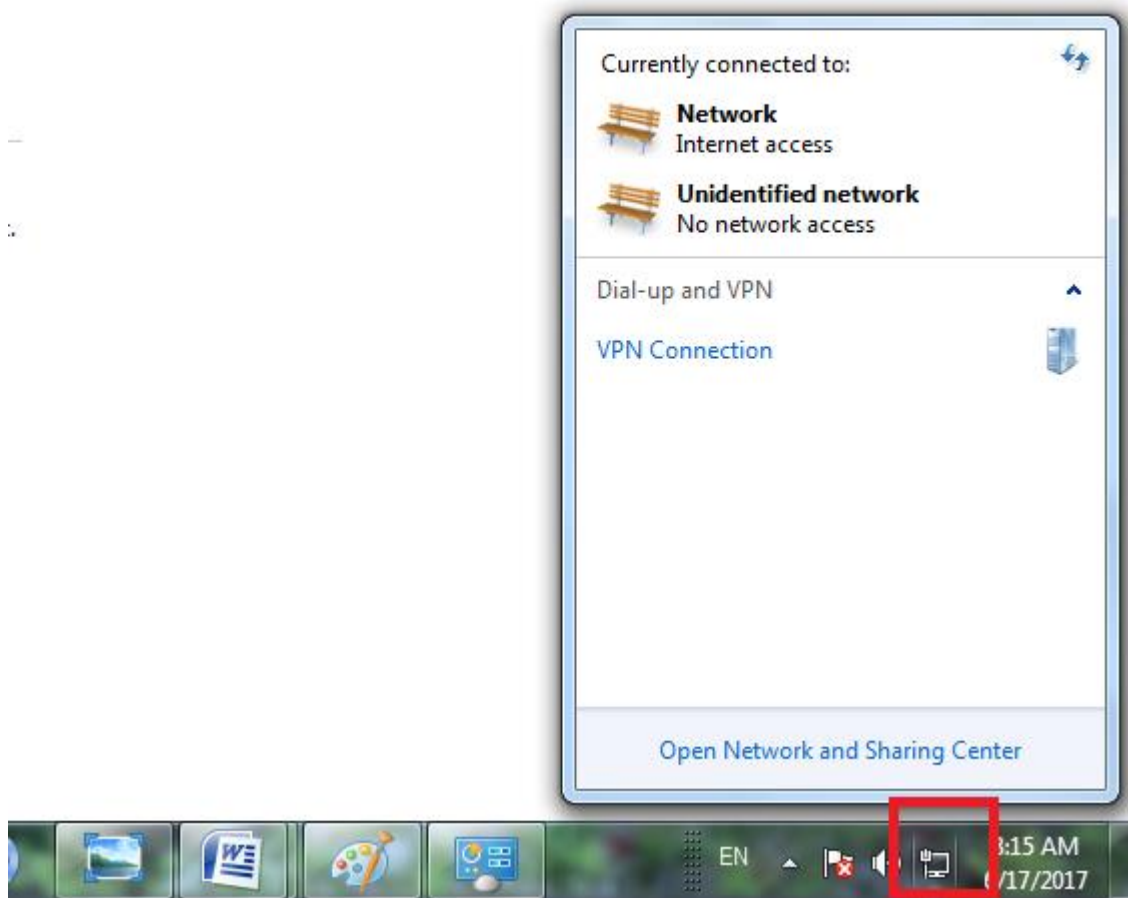 Currently connected to:
Network
Internet access
Unidentified network
No network access
Dial-up and VPN
VPN Connection
Open Network and Sharing Center
EN
:15 AM
/17/2017